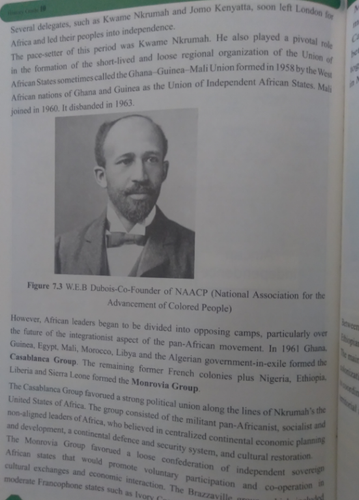 Several delegates, such as Kwame Nkrumah and Jomo Kenyatta, soon left London for
Africa and led their peoples into independence.
The pace-setter of this period was Kwame Nkrumah. He also played a pivotal role
in the formation of the short-lived and loose regional organization of the Union of
African States sometimes called the Ghana–Guinea–Mali Union formed in 1958 by the West
African nations of Ghana and Guinea as the Union of Independent African States. Mali
joined in 1960. It disbanded in 1963.
Figure 7.3 W.E.B Dubois-Co-Founder of NAACP (National Association for the
Advancement of Colored People)
However, African leaders began to be divided into opposing camps, particularly over
the future of the integrationist aspect of the pan-African movement. In 1961 Ghana,
Guinea, Egypt, Mali, Morocco, Libya and the Algerian government-in-exile formed the
Casablanca Group. The remaining former French colonies plus Nigeria, Ethiopia,
Liberia and Sierra Leone formed the Monrovia Group.
The Casablanca Group favoured a strong political union along the lines of Nkrumah's the
United States of Africa. The group consisted of the militant pan-Africanist, socialist and
non-aligned leaders of Africa, who believed in centralized continental economic planning
and development, a continental defence and security system, and cultural restoration.
The Monrovia Group favoured a loose confederation of independent sovereign
African states that would promote voluntary participation and co-operation in
cultural exchanges and economic interaction. The Brazzaville
moderate Francophone states such as Ivory